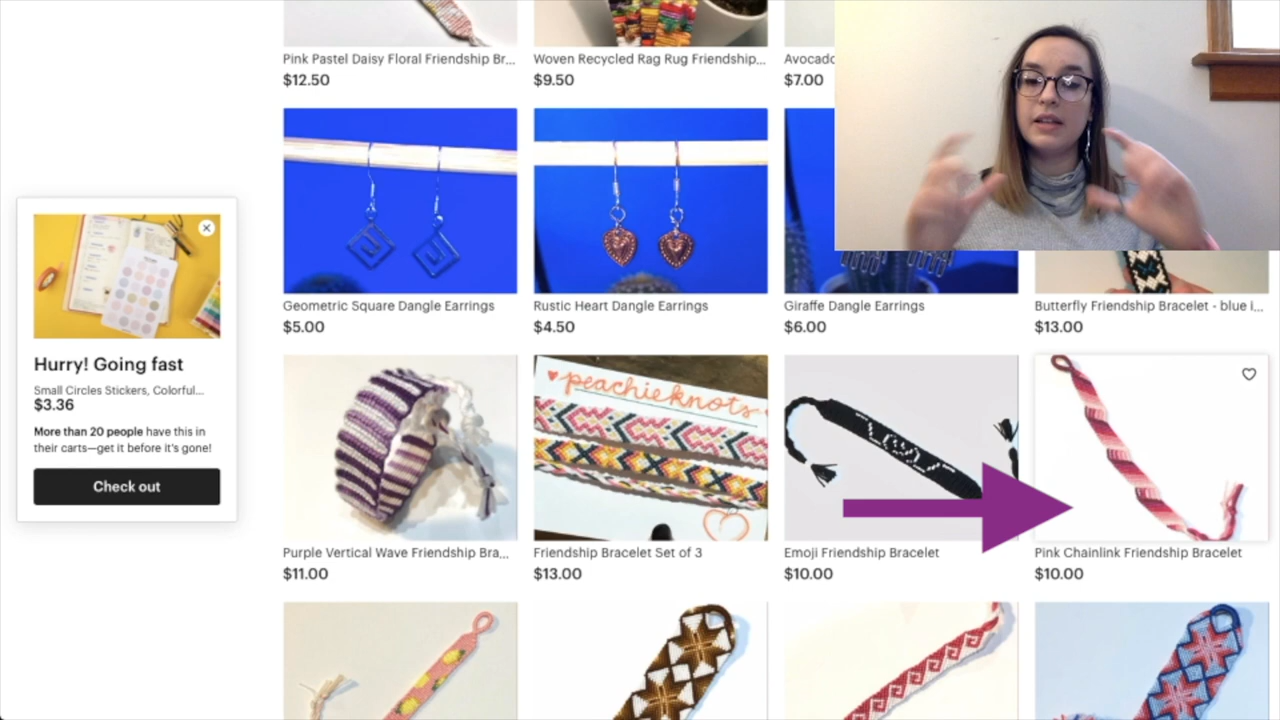 Pink Pastel Daisy Floral Friendship Br...
Woven Recycled Rag Rug Friendship...
Avocado
$12.50
$9.50
$7.00
Geometric Square Dangle Earrings
Rustic Heart Dangle Earrings
Giraffe Dangle Earrings
Butterfly Friendship Bracelet - blue i...
$5.00
$4.50
$6.00
$13.00
Hurry! Going fast
Small Circles Stickers, Colorful...
$3.36
More than 20 people have this in
their carts—get it before it's gone!
Check out
peachieknots
Purple Vertical Wave Friendship Bra...
Friendship Bracelet Set of 3
Emoji Friendship Bracelet
Pink Chainlink Friendship Bracelet
$11.00
$13.00
$10.00
$10.00